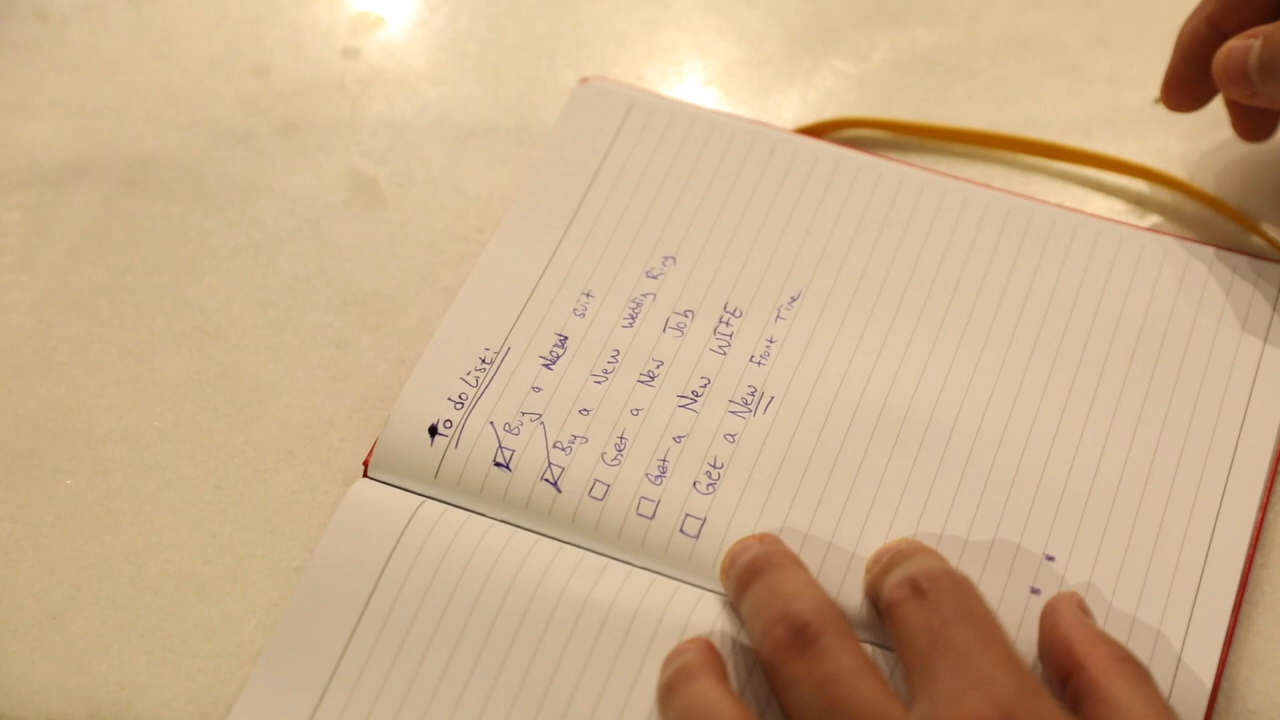 To do List:
Buy a New suit
Buy a New wedding Ring
Get a New Job
Get a New WIFE
Get a New Front Tire